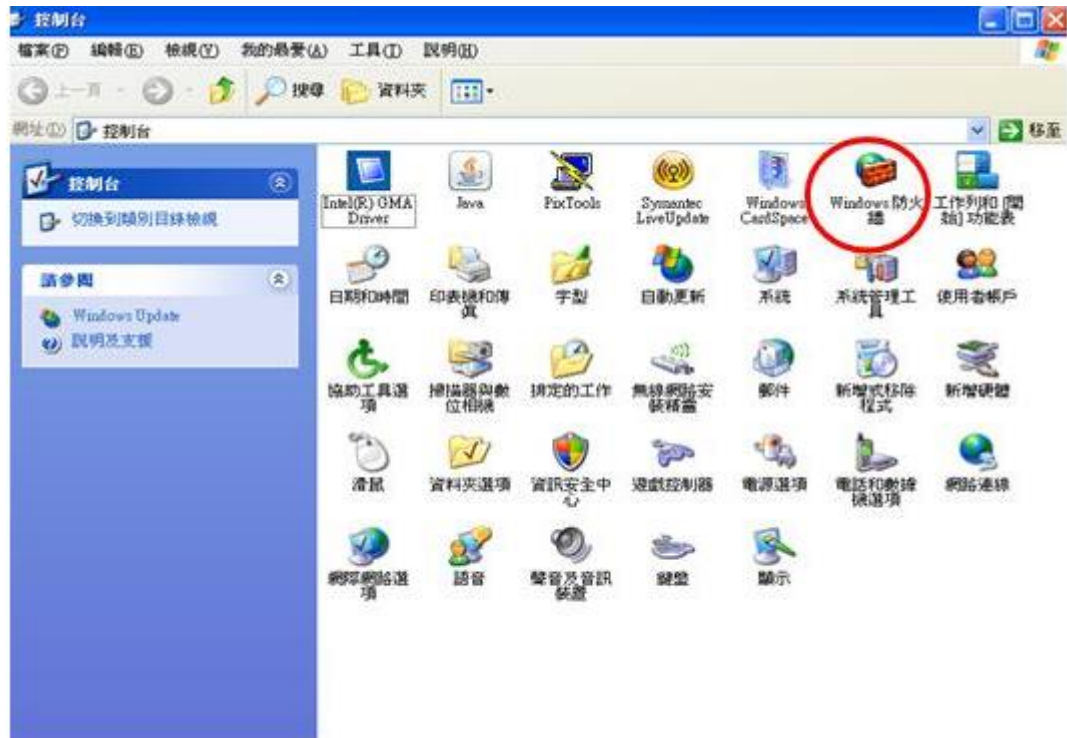 控制台
檔案(F) 編輯(E) 檢視(V) 我的最愛(A) 工具(T) 說明(H)
上一頁 搜尋 資料夾
網址(D) 控制台 移至
控制台
切換到類別目錄檢視
請參閱
Windows Update
說明及支援
Intel(R) GMA
Driver
Java
PixTools
Symantec
LiveUpdate
Windows
CardSpace
Windows 防火
牆
工作列和 [開
始] 功能表
日期和時間
印表機和傳
真
字型
自動更新
系統
系統管理工
具
使用者帳戶
協助工具選
項
掃描器與數
位相機
排定的工作
無線網路安
裝精靈
郵件
新增或移除
程式
新增硬體
滑鼠
資料夾選項
資訊安全中
心
遊戲控制器
電源選項
電話和數據
機選項
網路連線
網際網路選
項
語音
聲音及音訊
裝置
鍵盤
顯示